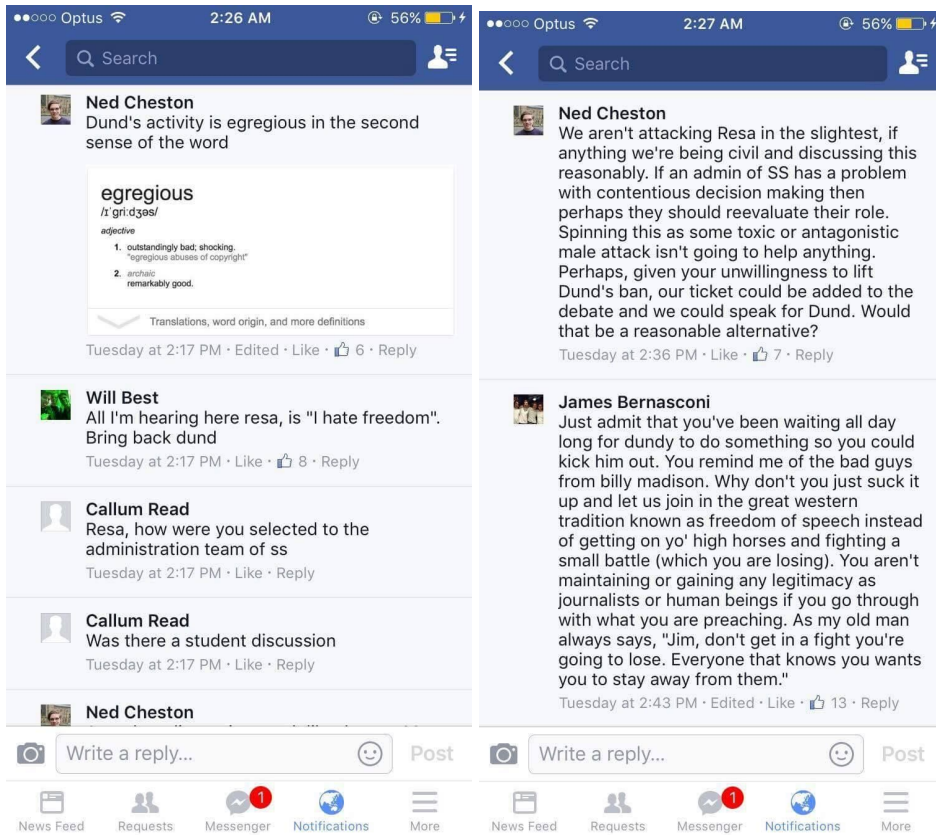 Optus 2:26 AM 56%
Search
Ned Cheston
Dund's activity is egregious in the second
sense of the word
egregious
/ɪˈɡriːdʒəs/
adjective
1. outstandingly bad; shocking.
"egregious abuses of copyright"
2. archaic
remarkably good.
Translations, word origin, and more definitions
Tuesday at 2:17 PM · Edited · Like · 6 · Reply
Will Best
All I'm hearing here resa, is "I hate freedom".
Bring back dund
Tuesday at 2:17 PM · Like · 8 · Reply
Callum Read
Resa, how were you selected to the
administration team of ss
Tuesday at 2:17 PM · Like · Reply
Callum Read
Was there a student discussion
Tuesday at 2:17 PM · Like · Reply
Ned Cheston
Write a reply... Post
1
News Feed Requests Messenger Notifications More
Optus 2:27 AM 56%
Search
Ned Cheston
We aren't attacking Resa in the slightest, if
anything we're being civil and discussing this
reasonably. If an admin of SS has a problem
with contentious decision making then
perhaps they should reevaluate their role.
Spinning this as some toxic or antagonistic
male attack isn't going to help anything.
Perhaps, given your unwillingness to lift
Dund's ban, our ticket could be added to the
debate and we could speak for Dund. Would
that be a reasonable alternative?
Tuesday at 2:36 PM · Like · 7 · Reply
James Bernasconi
Just admit that you've been waiting all day
long for dundy to do something so you could
kick him out. You remind me of the bad guys
from billy madison. Why don't you just suck it
up and let us join in the great western
tradition known as freedom of speech instead
of getting on yo' high horses and fighting a
small battle (which you are losing). You aren't
maintaining or gaining any legitimacy as
journalists or human beings if you go through
with what you are preaching. As my old man
always says, "Jim, don't get in a fight you're
going to lose. Everyone that knows you wants
you to stay away from them."
Tuesday at 2:43 PM · Edited · Like · 13 · Reply
Write a reply... Post
1
News Feed Requests Messenger Notifications More